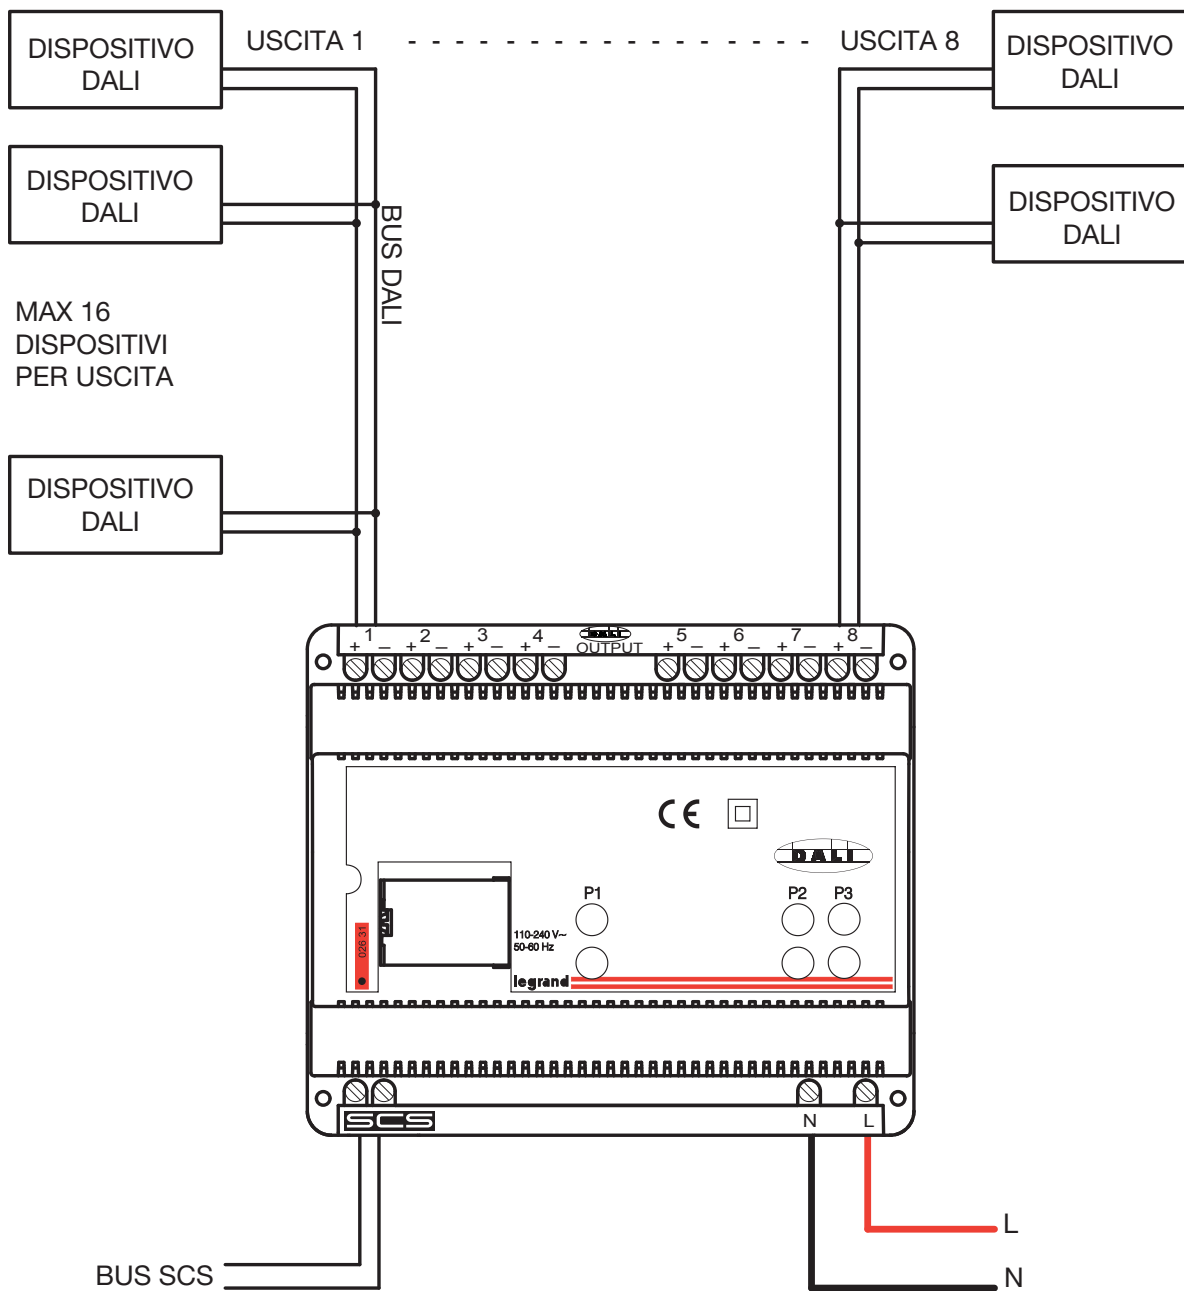 DISPOSITIVO
DALI
USCITA 1 - - - - - - - - - - - - - - - - - USCITA 8
DISPOSITIVO
DALI
DISPOSITIVO
DALI
BUS DALI
DISPOSITIVO
DALI
MAX 16
DISPOSITIVI
PER USCITA
DISPOSITIVO
DALI
1 2 3 4 DALI 5 6 7 8
+ – + – + – + – OUTPUT + – + – + – + –
CE
DALI
P1 P2 P3
026 31
110-240 V~
50-60 Hz
legrand
SCS N L
L
BUS SCS
N